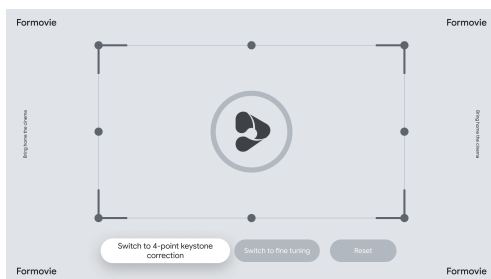 Formovie
Formovie
Bring home the cinema
Bring home the cinema
Switch to 4-point keystone
correction
Switch to fine tuning
Reset
Formovie
Formovie